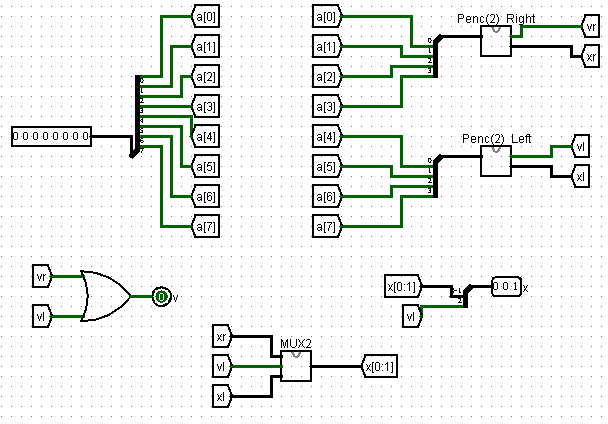 a[0]
a[1]
a[2]
a[3]
a[4]
a[5]
a[6]
a[7]
0 0 0 0 0 0 0 0
0
1
2
3
4
5
6
7
a[0]
a[1]
a[2]
a[3]
0
1
2
3
Penc(2) Right
vr
xr
a[4]
a[5]
a[6]
a[7]
0
1
2
3
Penc(2) Left
vl
xl
vr
vl
0
v
x[0:1]
vl
2
0 0 1
x
xr
vl
xl
MUX2
x[0:1]